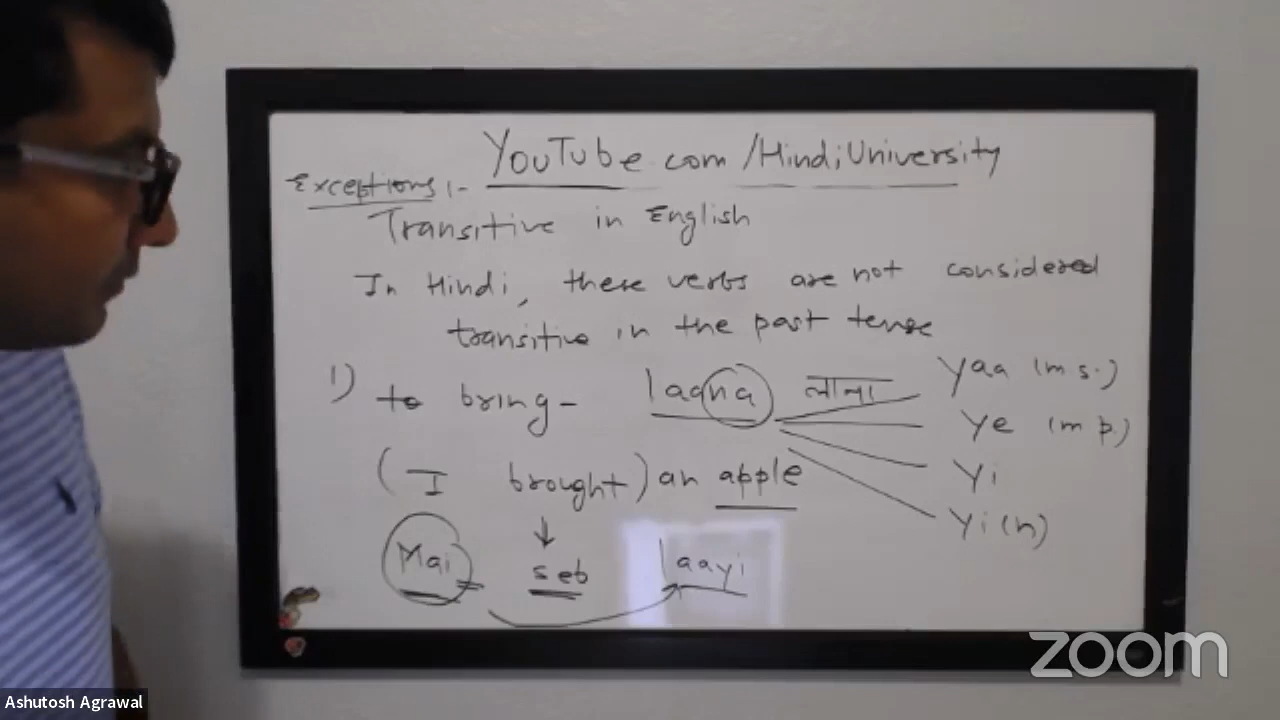 YouTube.com/HindiUniversity
Exceptions:-
Transitive in English
In Hindi, these verbs are not considered
transitive in the past tense
1) to bring- laana लाना yaa (m s.)
ye (m p.)
yi
yi(n)
(I brought) an apple
Mai seb laayi
zoom
Ashutosh Agrawal